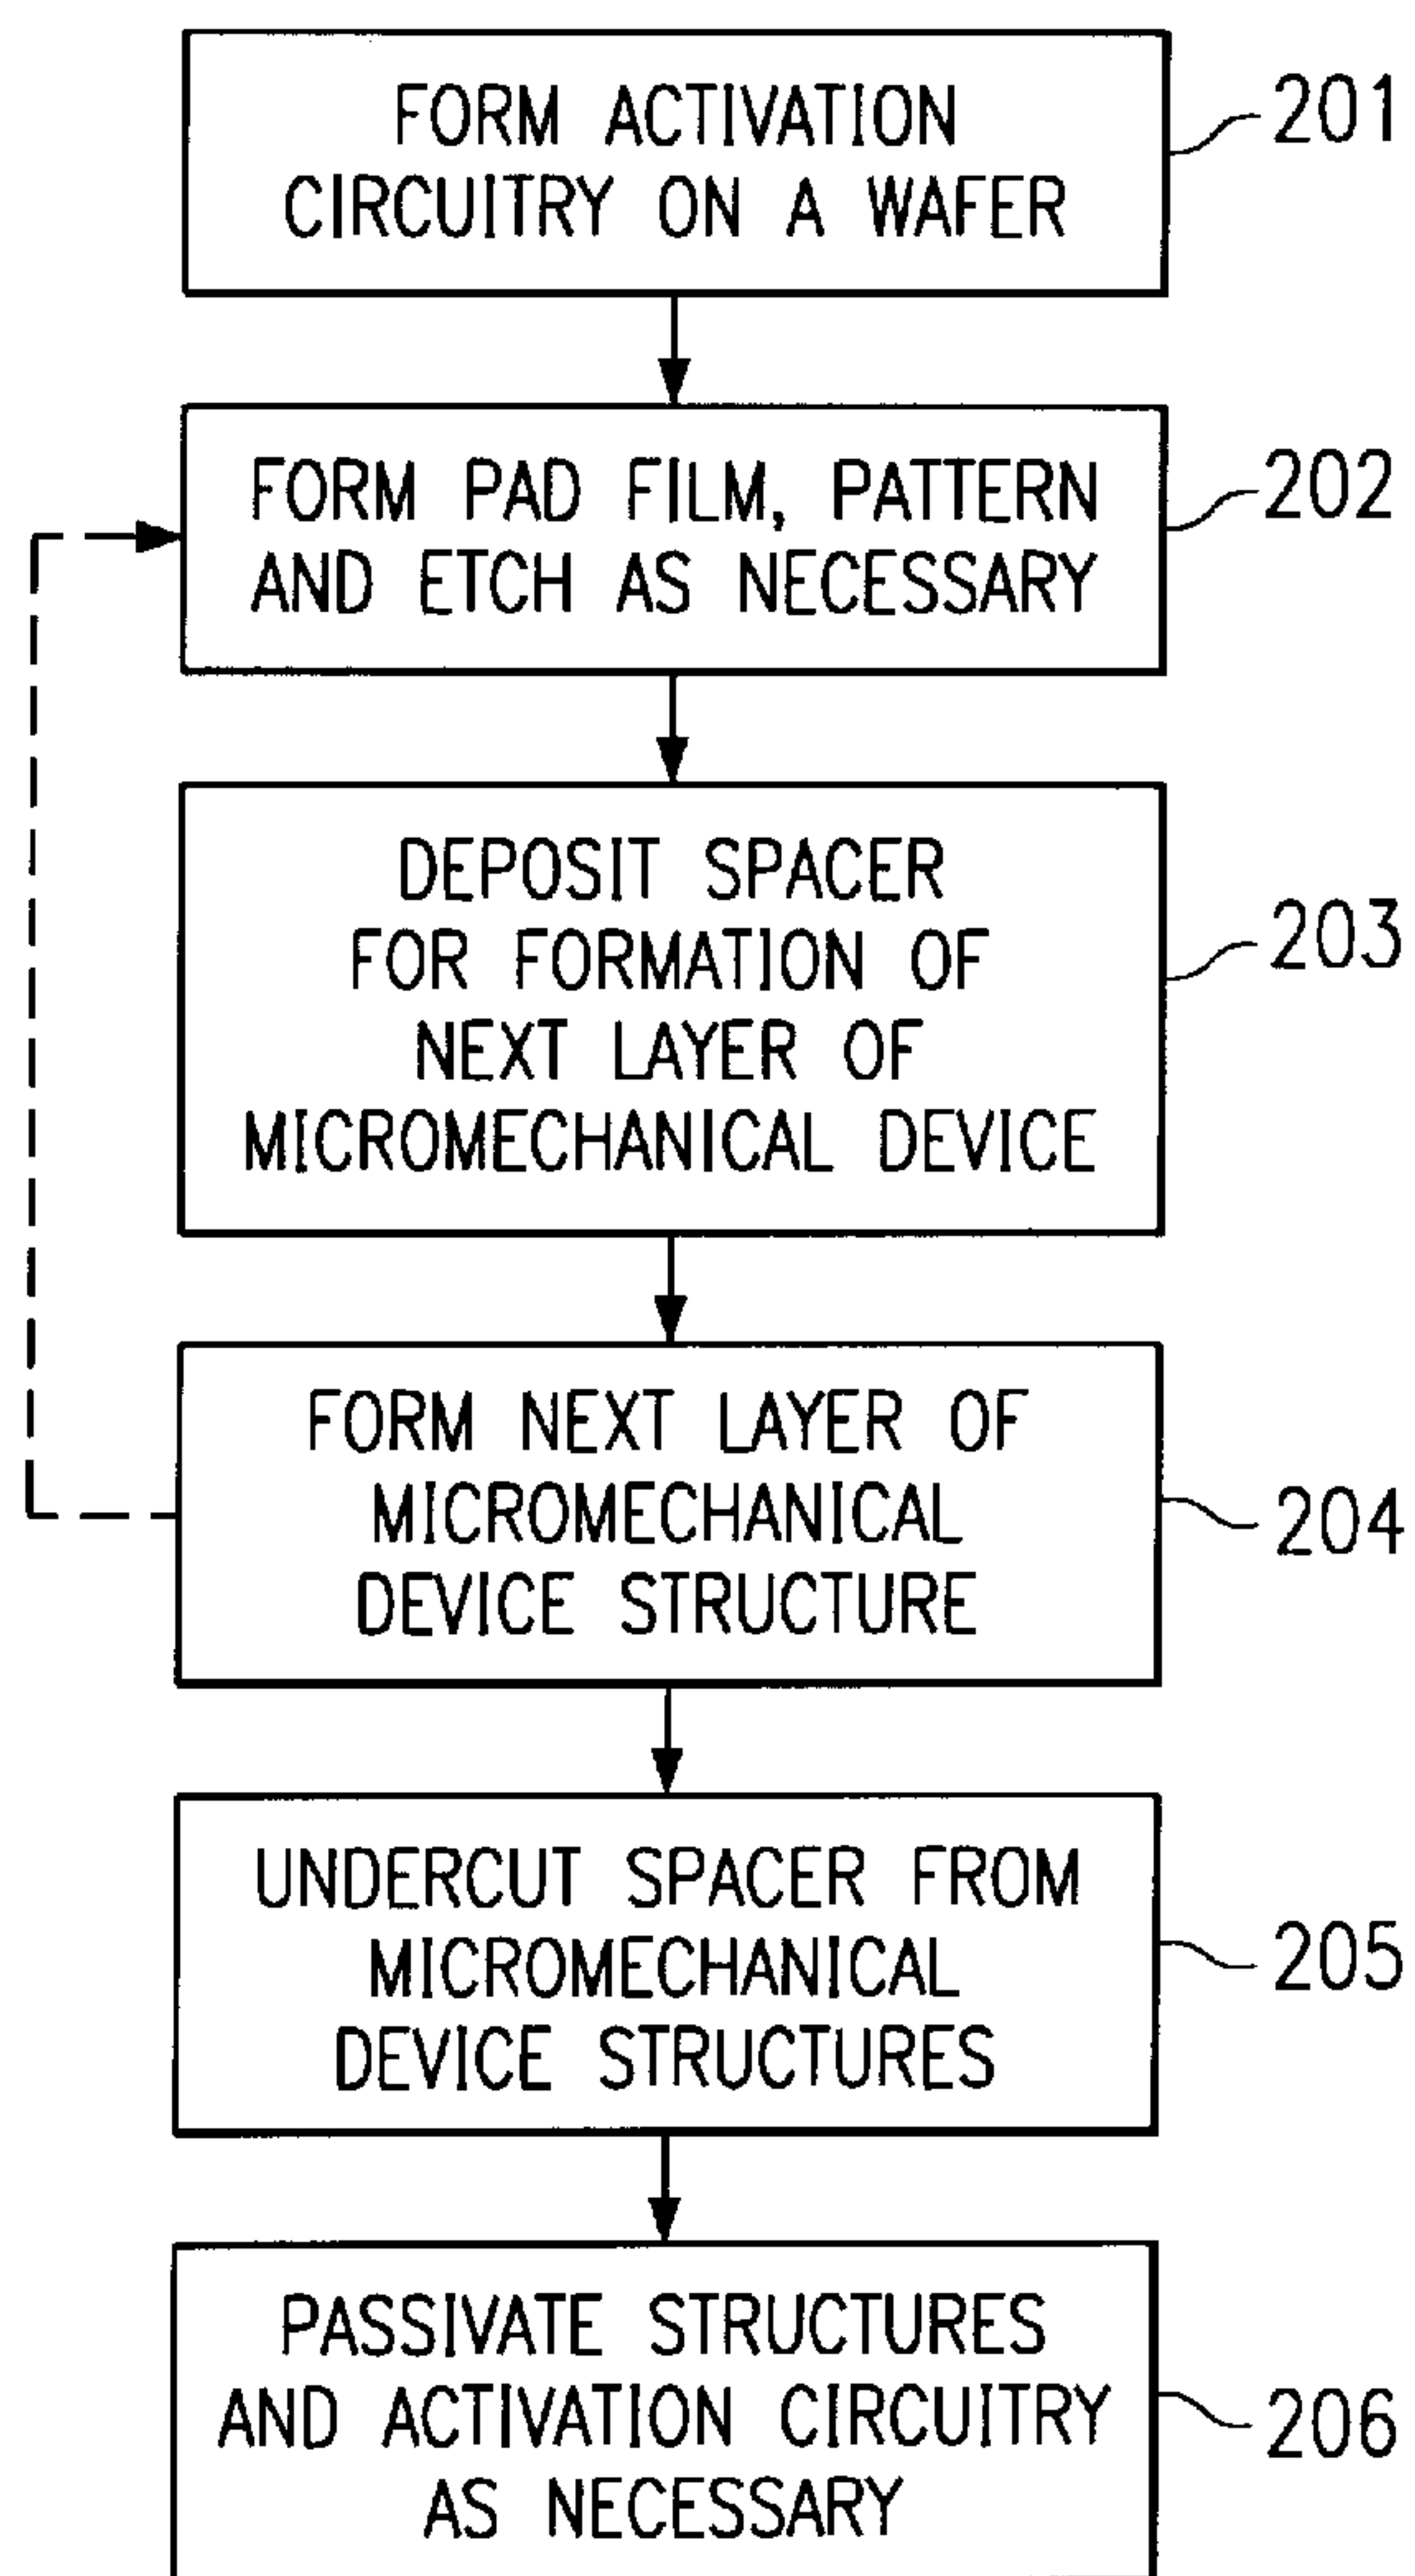 FORM ACTIVATION
CIRCUITRY ON A WAFER
201
FORM PAD FILM, PATTERN
AND ETCH AS NECESSARY
202
DEPOSIT SPACER
FOR FORMATION OF
NEXT LAYER OF
MICROMECHANICAL DEVICE
203
FORM NEXT LAYER OF
MICROMECHANICAL
DEVICE STRUCTURE
204
UNDERCUT SPACER FROM
MICROMECHANICAL
DEVICE STRUCTURES
205
PASSIVATE STRUCTURES
AND ACTIVATION CIRCUITRY
AS NECESSARY
206